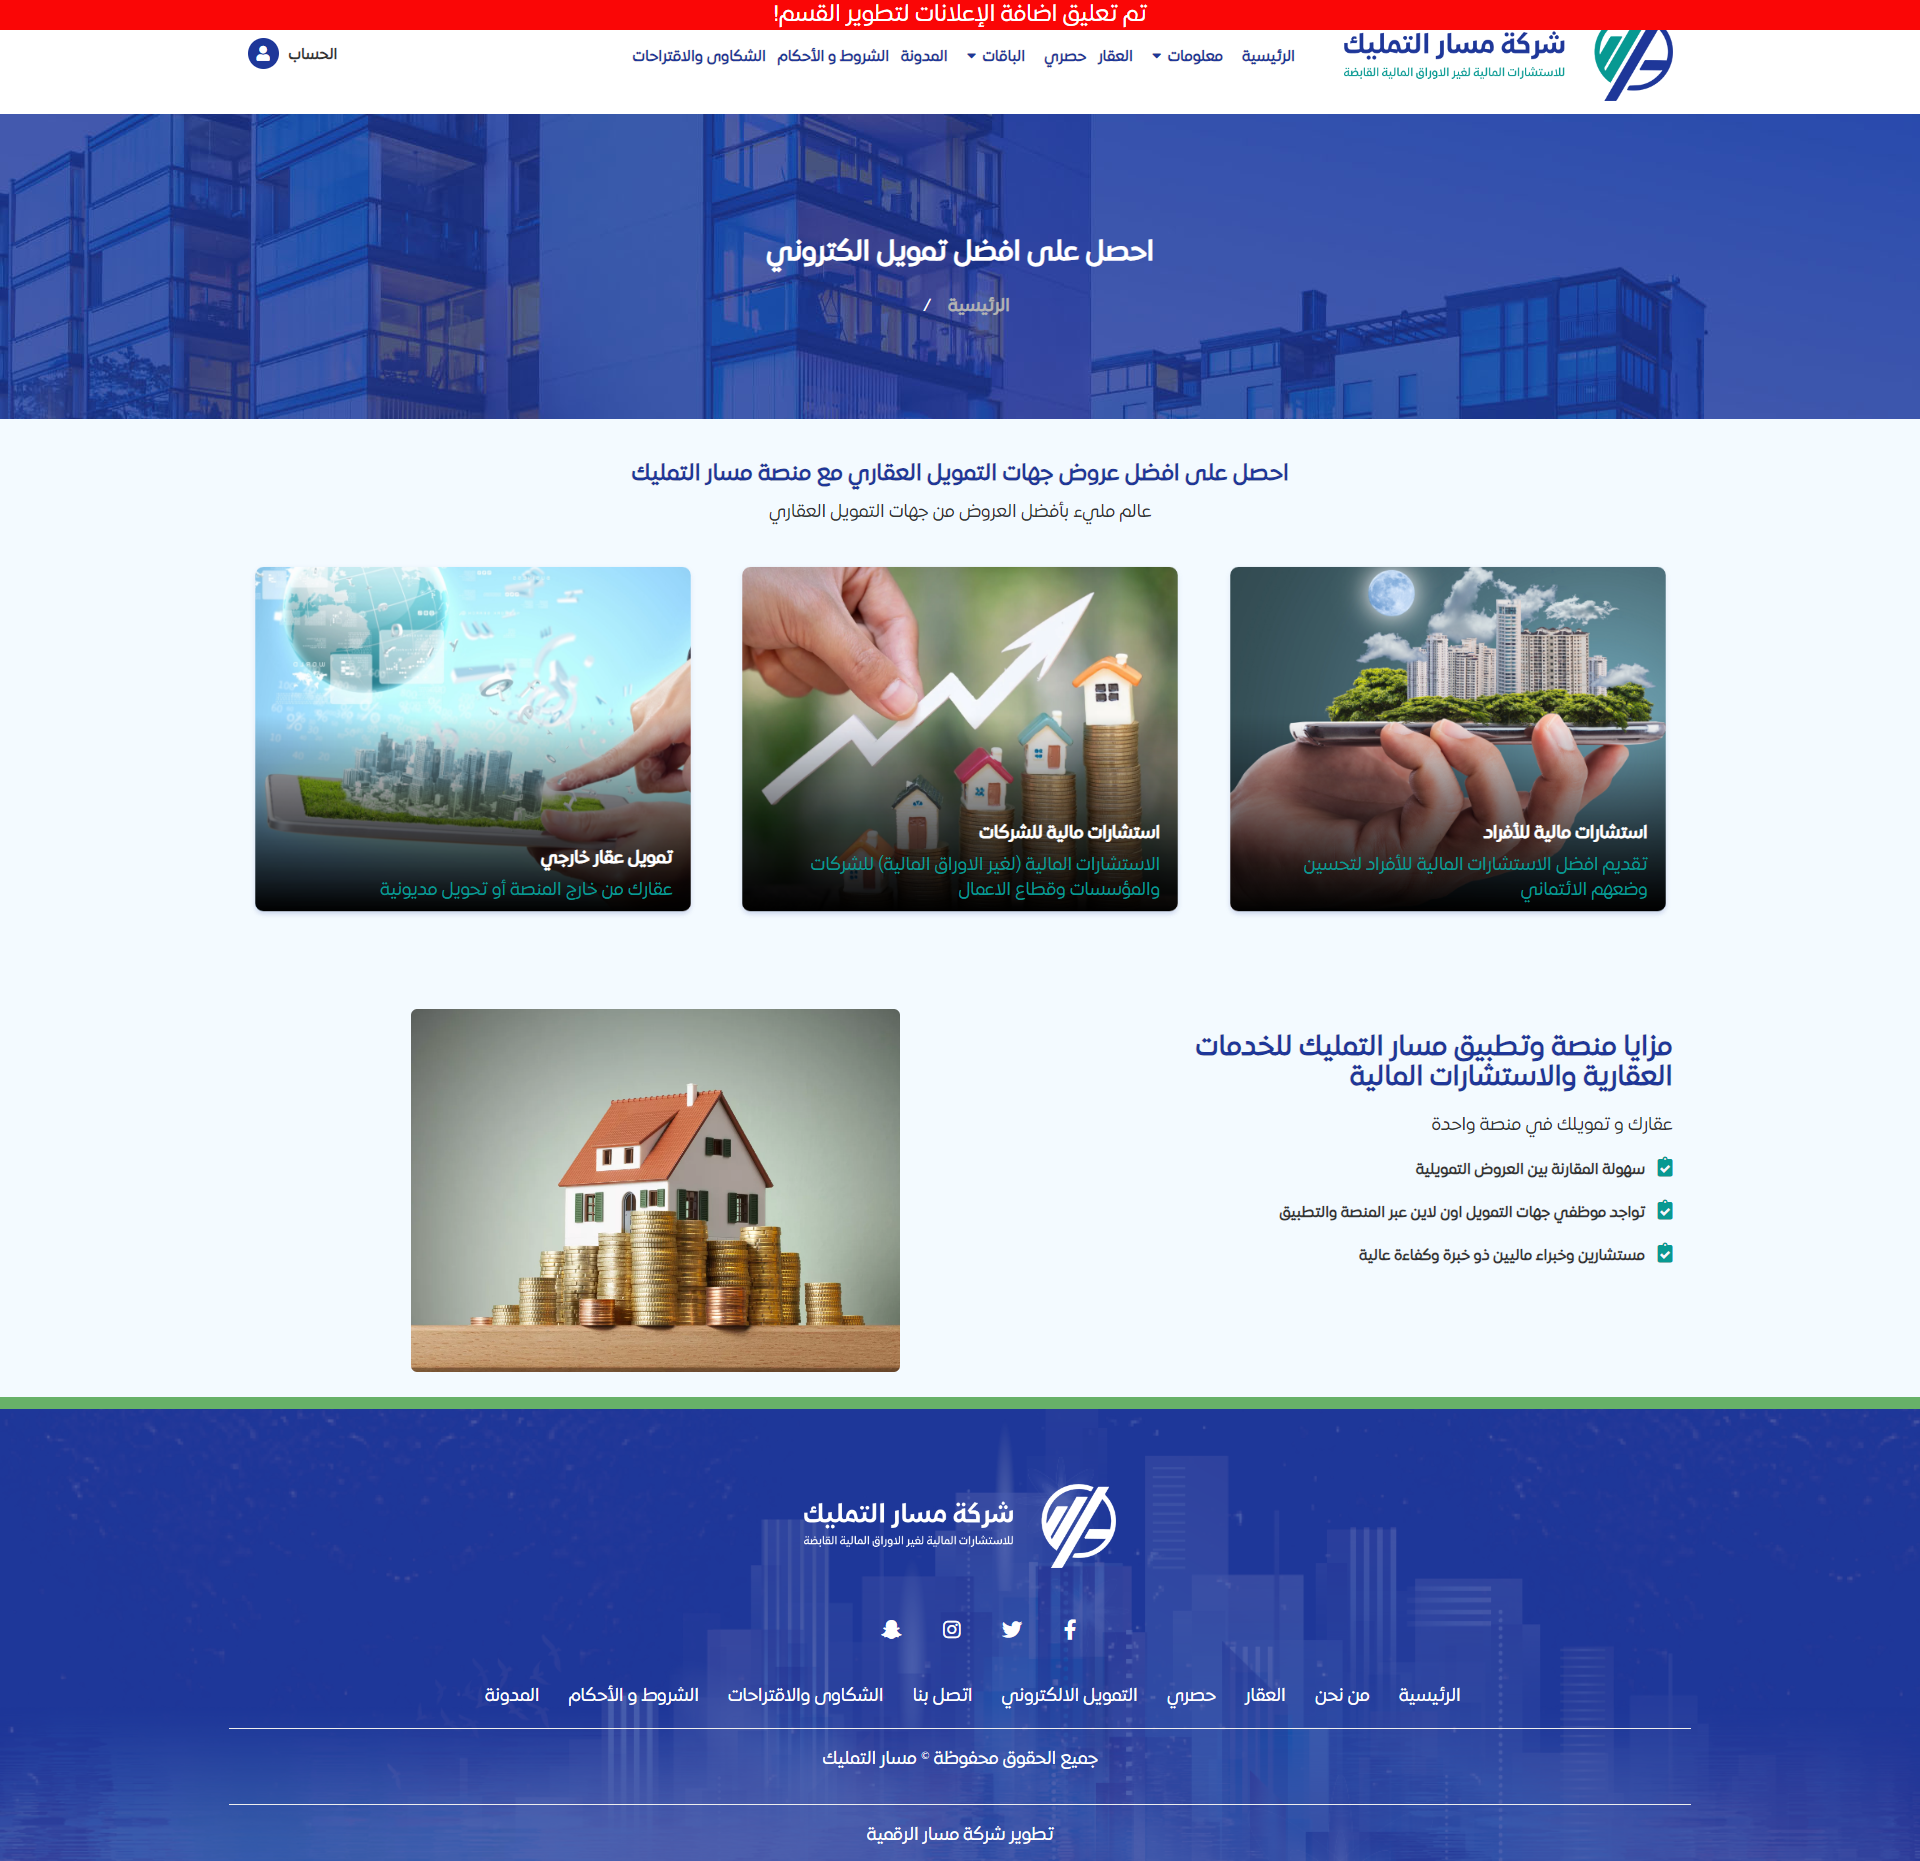 تم تعليق اضافة الإعلانات لتطوير القسم!
شركة مسار التمليك
للاستشارات المالية لغير الاوراق المالية القابضة
الرئيسية
معلومات
العقار
حصري
الباقات
المدونة
الشروط و الأحكام
الشكاوى والاقتراحات
الحساب
احصل على افضل تمويل الكتروني
الرئيسية /
احصل على افضل عروض جهات التمويل العقاري مع منصة مسار التمليك
عالم مليء بأفضل العروض من جهات التمويل العقاري
استشارات مالية للأفراد
تقديم افضل الاستشارات المالية للأفراد لتحسين
وضعهم الائتماني
استشارات مالية للشركات
الاستشارات المالية (لغير الاوراق المالية) للشركات
والمؤسسات وقطاع الاعمال
تمويل عقار خارجي
عقارك من خارج المنصة أو تحويل مديونية
مزايا منصة وتطبيق مسار التمليك للخدمات
العقارية والاستشارات المالية
عقارك و تمويلك في منصة واحدة
سهولة المقارنة بين العروض التمويلية
تواجد موظفي جهات التمويل اون لاين عبر المنصة والتطبيق
مستشارين وخبراء ماليين ذو خبرة وكفاءة عالية
شركة مسار التمليك
للاستشارات المالية لغير الاوراق المالية القابضة
الرئيسية
من نحن
العقار
حصري
التمويل الالكتروني
اتصل بنا
الشكاوى والاقتراحات
الشروط و الأحكام
المدونة
جميع الحقوق محفوظة © مسار التمليك
تطوير شركة مسار الرقمية